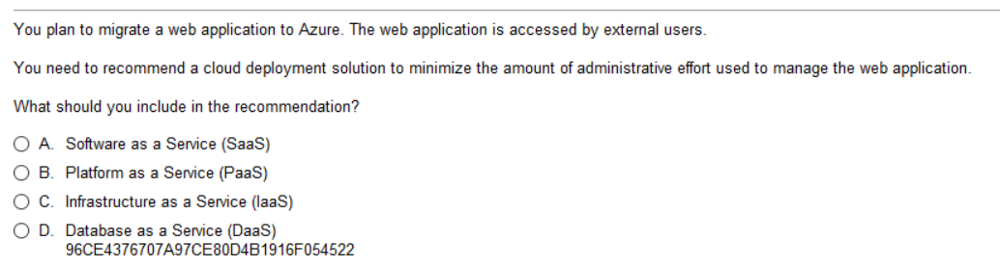 You plan to migrate a web application to Azure. The web application is accessed by external users.
You need to recommend a cloud deployment solution to minimize the amount of administrative effort used to manage the web application.
What should you include in the recommendation?
A. Software as a Service (SaaS)
B. Platform as a Service (PaaS)
C. Infrastructure as a Service (IaaS)
D. Database as a Service (DaaS)
96CE4376707A97CE80D4B1916F054522